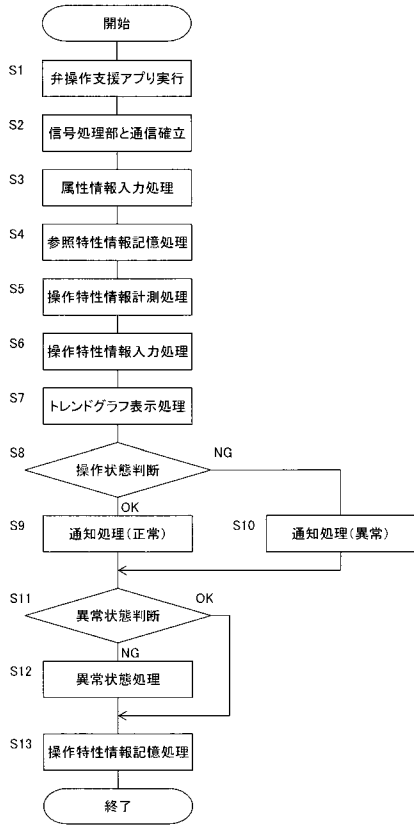 開始
S1
弁操作支援アプリ実行
S2
信号処理部と通信確立
S3
属性情報入力処理
S4
参照特性情報記憶処理
S5
操作特性情報計測処理
S6
操作特性情報入力処理
S7
トレンドグラフ表示処理
S8
操作状態判断
NG
OK
S9
通知処理(正常)
S10
通知処理(異常)
S11
異常状態判断
OK
NG
S12
異常状態処理
S13
操作特性情報記憶処理
終了